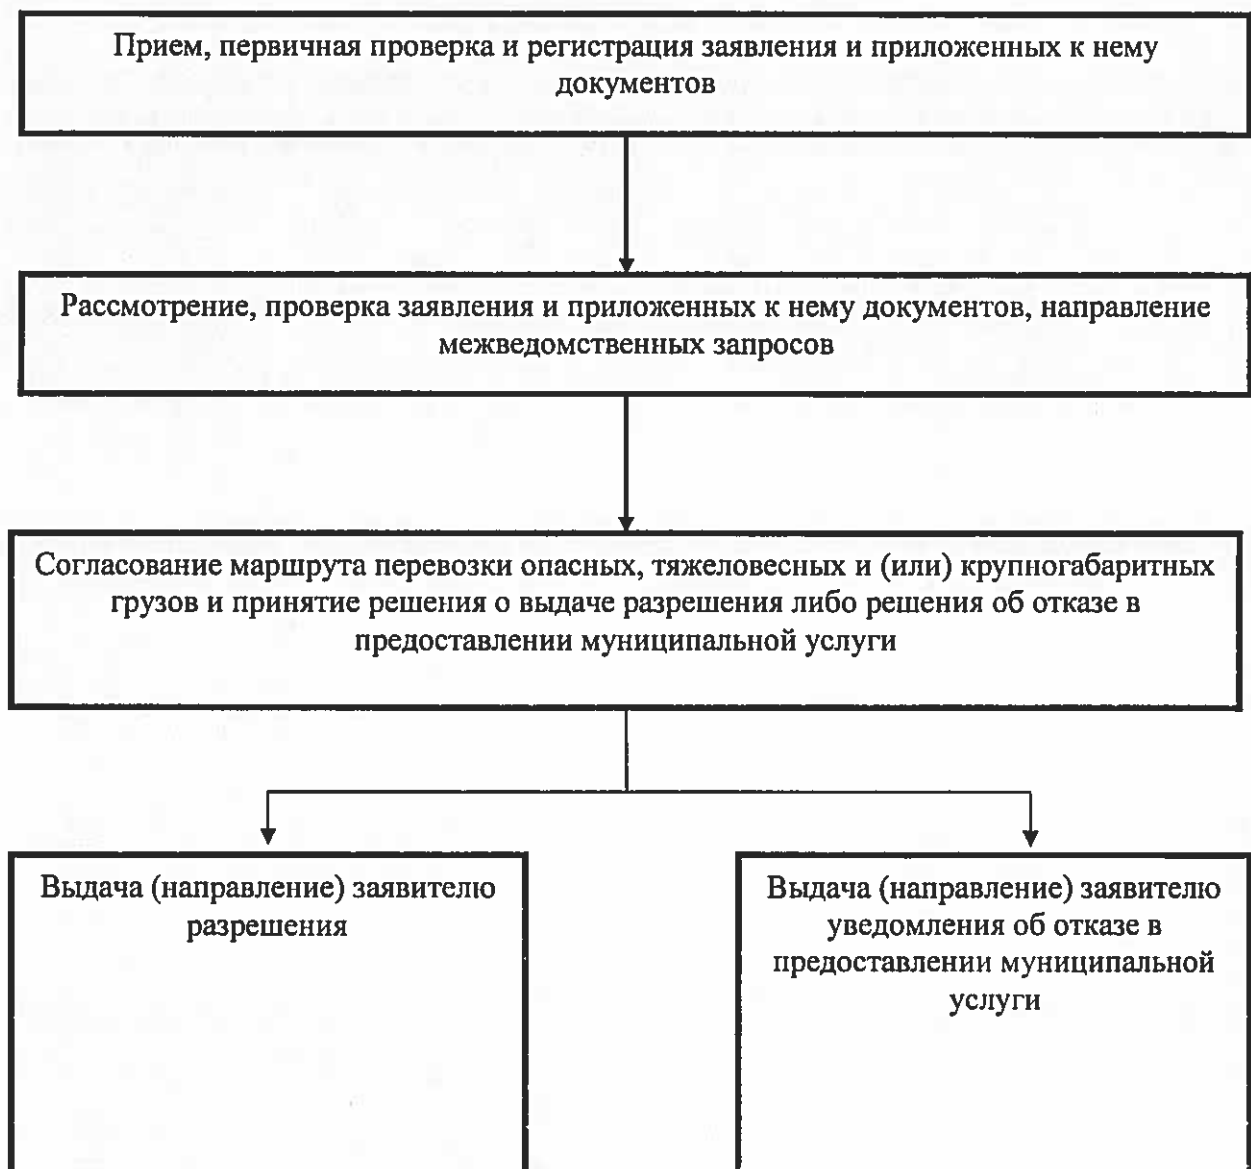 Прием, первичная проверка и регистрация заявления и приложенных к нему
документов
Рассмотрение, проверка заявления и приложенных к нему документов, направление
межведомственных запросов
Согласование маршрута перевозки опасных, тяжеловесных и (или) крупногабаритных
грузов и принятие решения о выдаче разрешения либо решения об отказе в
предоставлении муниципальной услуги
Выдача (направление) заявителю
разрешения
Выдача (направление) заявителю
уведомления об отказе в
предоставлении муниципальной
услуги